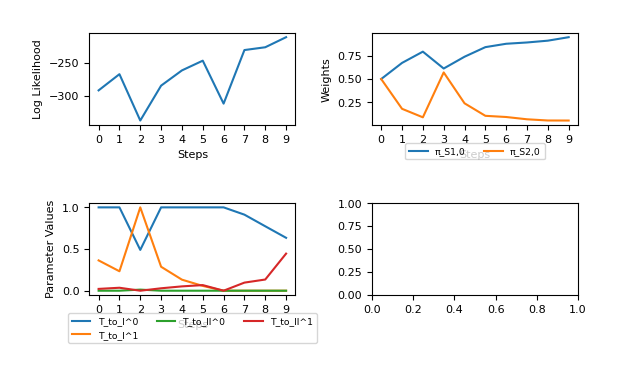 Log Likelihood
−250
−300
0 1 2 3 4 5 6 7 8 9
Steps
Weights
0.75
0.50
0.25
0 1 2 3 4 5 6 7 8 9
Steps
π_S1,0 π_S2,0
Parameter Values
1.0
0.5
0.0
0 1 2 3 4 5 6 7 8 9
Steps
T_to_I^0 T_to_II^0 T_to_II^1
T_to_I^1
1.00
0.75
0.50
0.25
0.00
0.0 0.2 0.4 0.6 0.8 1.0